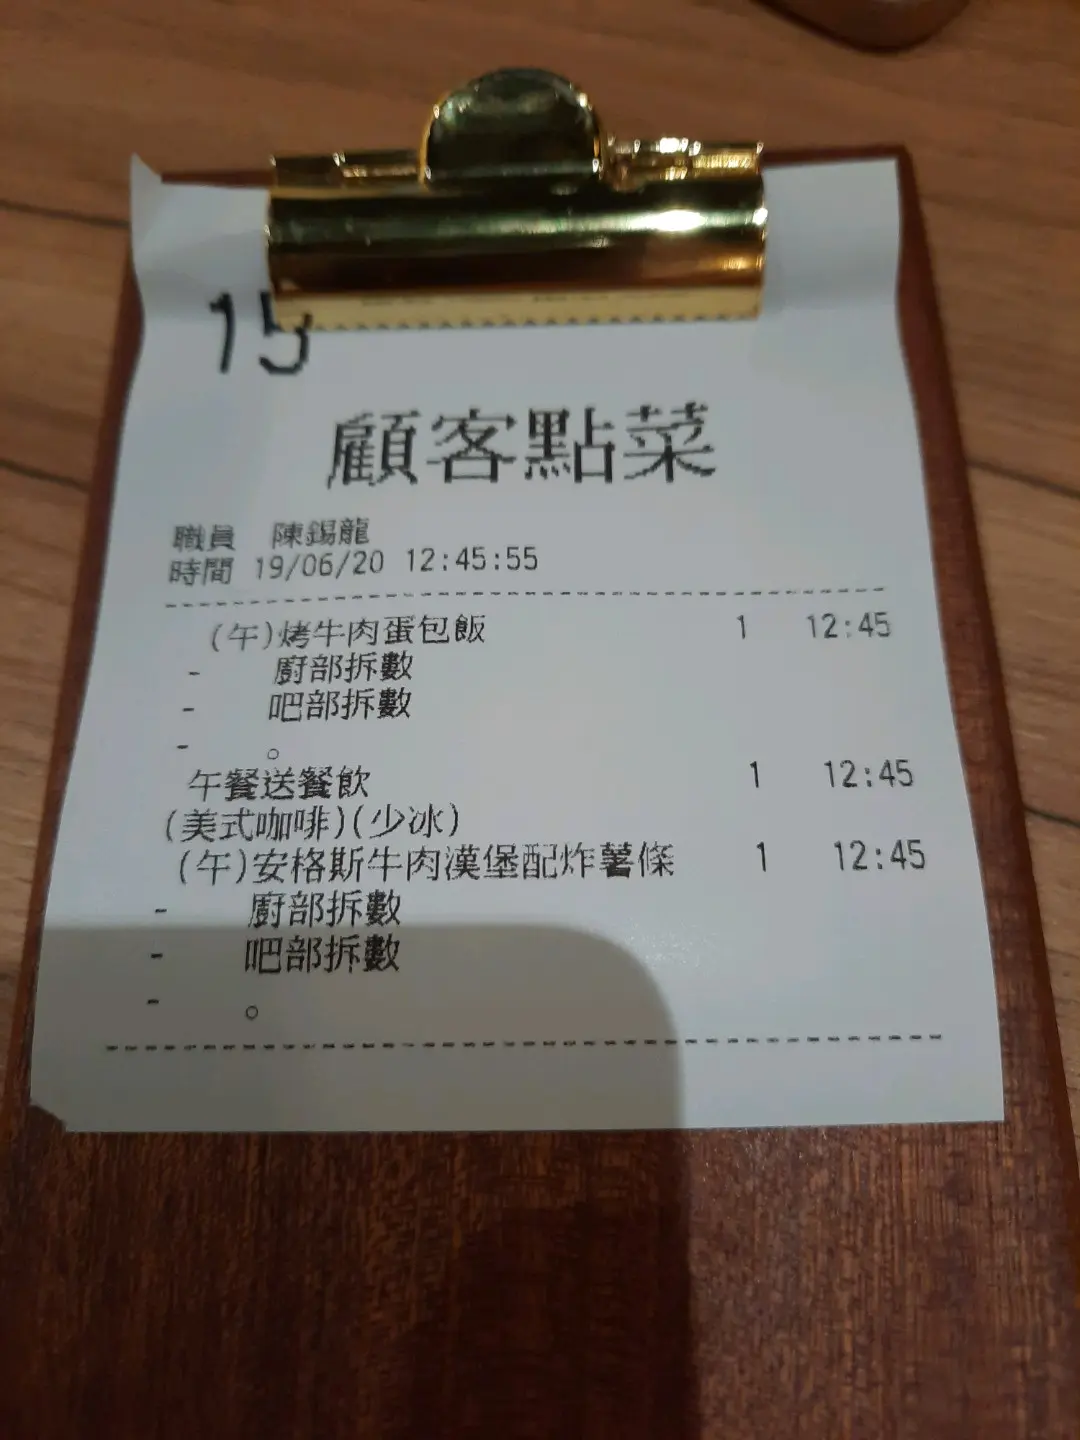 15
顧客點菜
職員 陳錫龍
時間 19/06/20 12:45:55
(午)烤牛肉蛋包飯 1 12:45
- 廚部拆數
- 吧部拆數
- 。
午餐送餐飲 1 12:45
(美式咖啡)(少冰)
(午)安格斯牛肉漢堡配炸薯條 1 12:45
- 廚部拆數
- 吧部拆數
- 。